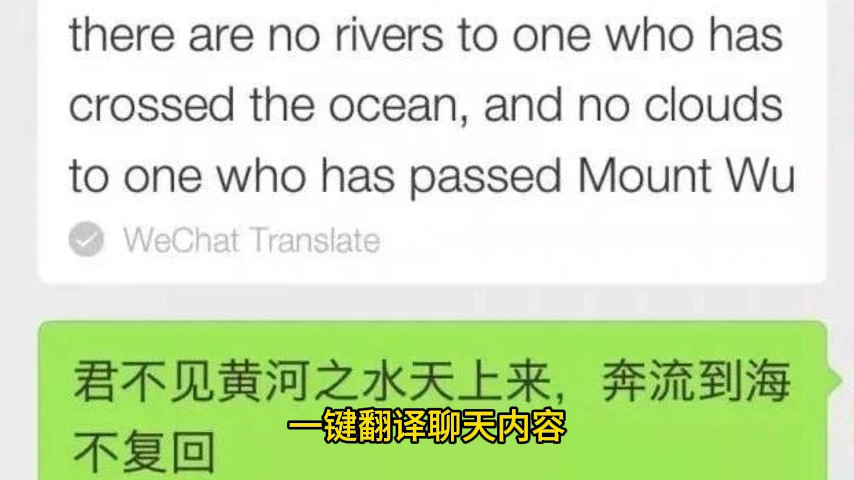 there are no rivers to one who has
crossed the ocean, and no clouds
to one who has passed Mount Wu
WeChat Translate
君不见黄河之水天上来，奔流到海
一键翻译聊天内容
不复回